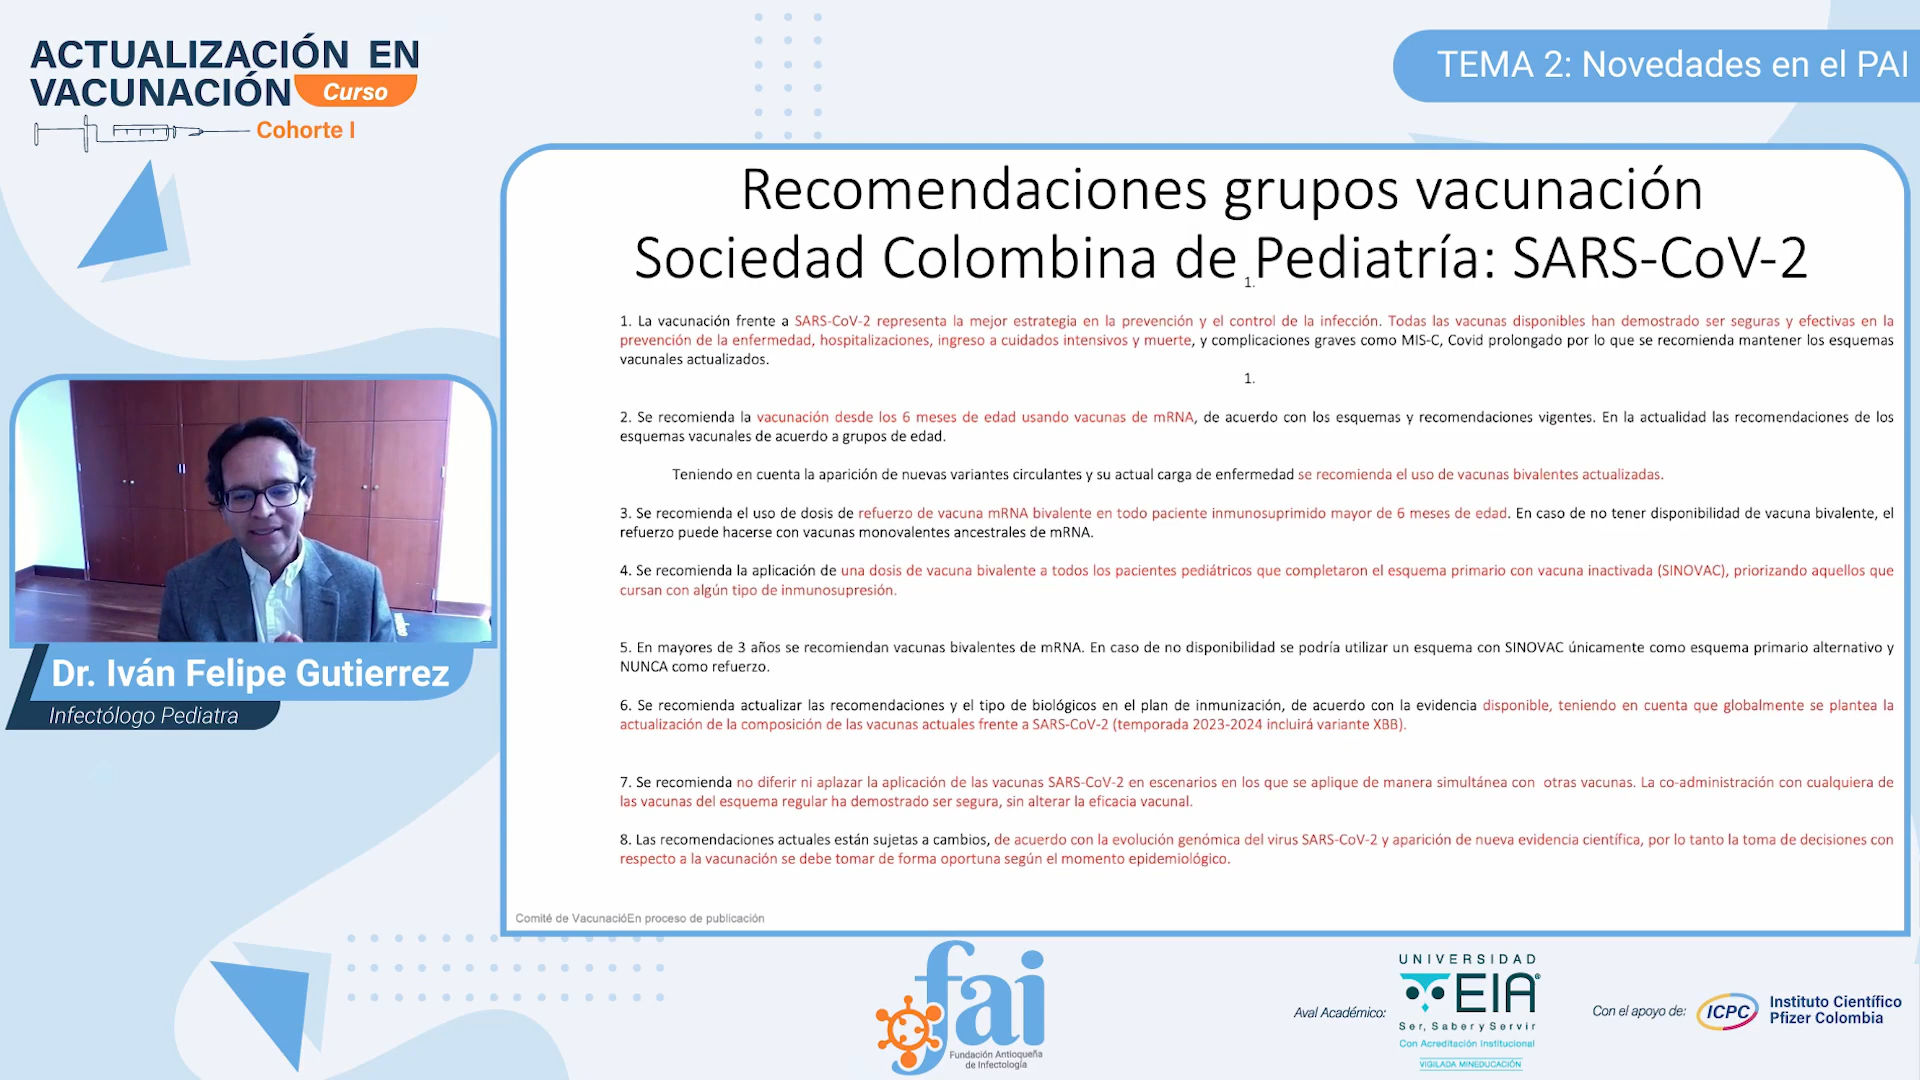 ACTUALIZACIÓN EN
VACUNACIÓN Curso
Cohorte I
TEMA 2: Novedades en el PAI
Recomendaciones grupos vacunación
Sociedad Colombina de Pediatría: SARS-CoV-2
1.
1. La vacunación frente a SARS-CoV-2 representa la mejor estrategia en la prevención y el control de la infección. Todas las vacunas disponibles han demostrado ser seguras y efectivas en la
prevención de la enfermedad, hospitalizaciones, ingreso a cuidados intensivos y muerte, y complicaciones graves como MIS-C, Covid prolongado por lo que se recomienda mantener los esquemas
vacunales actualizados.
1.
2. Se recomienda la vacunación desde los 6 meses de edad usando vacunas de mRNA, de acuerdo con los esquemas y recomendaciones vigentes. En la actualidad las recomendaciones de los
esquemas vacunales de acuerdo a grupos de edad.
Teniendo en cuenta la aparición de nuevas variantes circulantes y su actual carga de enfermedad se recomienda el uso de vacunas bivalentes actualizadas.
3. Se recomienda el uso de dosis de refuerzo de vacuna mRNA bivalente en todo paciente inmunosuprimido mayor de 6 meses de edad. En caso de no tener disponibilidad de vacuna bivalente, el
refuerzo puede hacerse con vacunas monovalentes ancestrales de mRNA.
4. Se recomienda la aplicación de una dosis de vacuna bivalente a todos los pacientes pediátricos que completaron el esquema primario con vacuna inactivada (SINOVAC), priorizando aquellos que
cursan con algún tipo de inmunosupresión.
5. En mayores de 3 años se recomiendan vacunas bivalentes de mRNA. En caso de no disponibilidad se podría utilizar un esquema con SINOVAC únicamente como esquema primario alternativo y
NUNCA como refuerzo.
6. Se recomienda actualizar las recomendaciones y el tipo de biológicos en el plan de inmunización, de acuerdo con la evidencia disponible, teniendo en cuenta que globalmente se plantea la
actualización de la composición de las vacunas actuales frente a SARS-CoV-2 (temporada 2023-2024 incluirá variante XBB).
7. Se recomienda no diferir ni aplazar la aplicación de las vacunas SARS-CoV-2 en escenarios en los que se aplique de manera simultánea con otras vacunas. La co-administración con cualquiera de
las vacunas del esquema regular ha demostrado ser segura, sin alterar la eficacia vacunal.
8. Las recomendaciones actuales están sujetas a cambios, de acuerdo con la evolución genómica del virus SARS-CoV-2 y aparición de nueva evidencia científica, por lo tanto la toma de decisiones con
respecto a la vacunación se debe tomar de forma oportuna según el momento epidemiológico.
Comité de VacunacióEn proceso de publicación
Dr. Iván Felipe Gutierrez
Infectólogo Pediatra
fai
Fundación Antioqueña
de Infectología
Aval Académico:
UNIVERSIDAD
EIA
Ser, Saber y Servir
Con Acreditación Institucional
VIGILADA MINEDUCACIÓN
Con el apoyo de:
ICPC
Instituto Científico
Pfizer Colombia